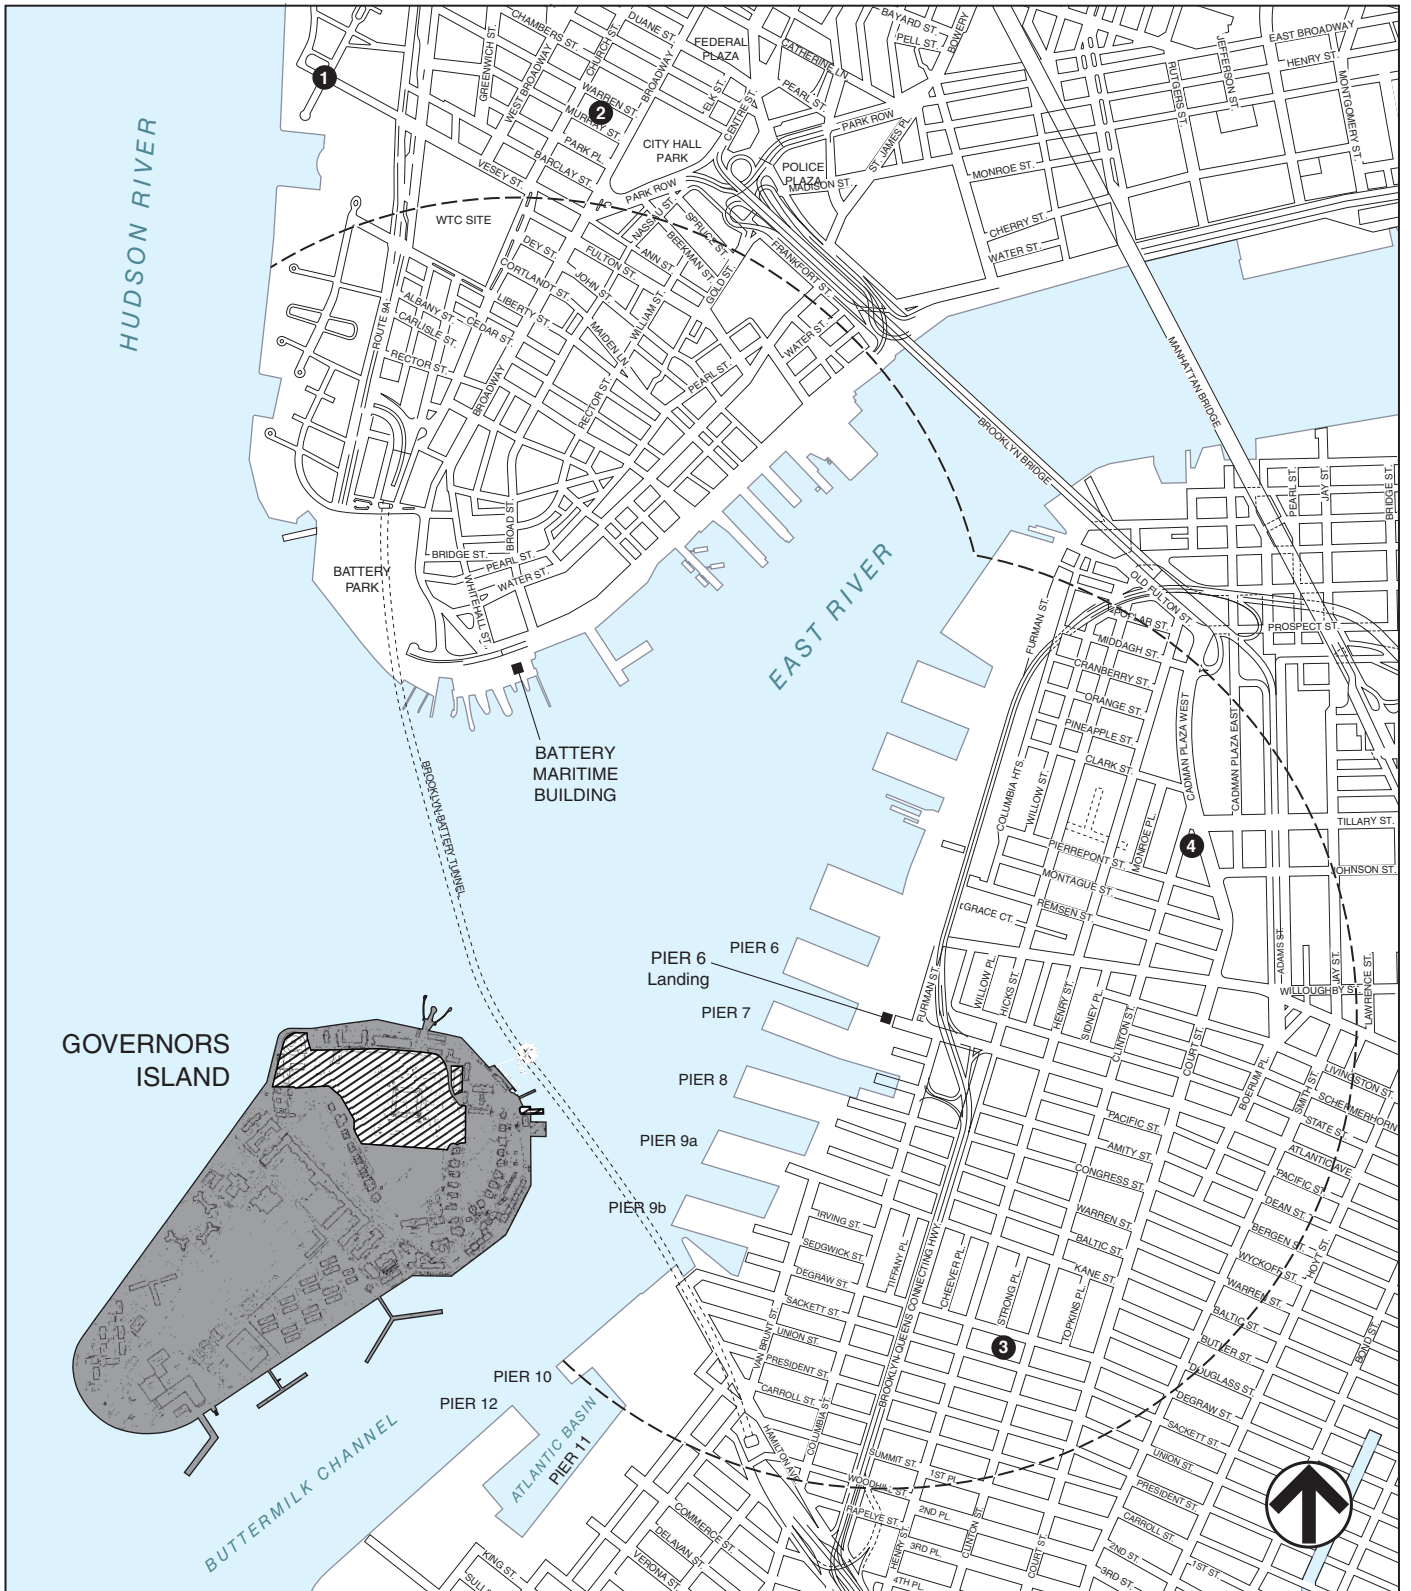 CHAMBERS ST.
DUANE ST.
FEDERAL
PLAZA
BAYARD ST.
PELL ST.
BOWERY
CATHERINE LN
EAST BROADWAY
HENRY ST.
JEFFERSON ST.
RUTGERS ST.
MONTGOMERY ST.
GREENWICH ST.
WEST BROADWAY
CHURCH ST.
BROADWAY
ELK ST.
CENTRE ST.
PEARL ST.
1
2
WARREN ST.
MURRAY ST.
PARK PL.
BARCLAY ST.
VESEY ST.
CITY HALL
PARK
PARK ROW
PARK ROW
ST. JAMES PL.
POLICE
PLAZA
MADISON ST.
MONROE ST.
CHERRY ST.
WATER ST.
HUDSON RIVER
WTC SITE
NASSAU ST.
SPRUCE ST.
BEEKMAN ST.
ANN ST.
GOLD ST.
FRANKFORT ST.
DEY ST.
FULTON ST.
CORTLANDT ST.
JOHN ST.
LIBERTY ST.
MAIDEN LN
WILLIAM ST.
WATER ST.
PEARL ST.
ROUTE 9A
ALBANY ST.
CARLISLE ST.
CEDAR ST.
RECTOR ST.
BROADWAY
RECTOR ST.
MANHATTAN BRIDGE
BROOKLYN BRIDGE
PEARL ST.
JAY ST.
BRIDGE ST.
BROAD ST.
BRIDGE ST.
PEARL ST.
WATER ST.
WHITEHALL ST.
BATTERY
PARK
EAST RIVER
BATTERY
MARITIME
BUILDING
BROOKLYN-BATTERY TUNNEL
FURMAN ST.
OLD FULTON ST.
POPLAR ST.
MIDDAGH ST.
CRANBERRY ST.
ORANGE ST.
PINEAPPLE ST.
CLARK ST.
PROSPECT ST.
CADMAN PLAZA WEST
CADMAN PLAZA EAST
COLUMBIA HTS.
WILLOW ST.
MONROE PL.
PIERREPONT ST.
MONTAGUE ST.
REMSEN ST.
GRACE CT.
4
TILLARY ST.
JOHNSON ST.
ADAMS ST.
JAY ST.
LAWRENCE ST.
WILLOUGHBY ST.
PIER 6
PIER 6
Landing
PIER 7
PIER 8
PIER 9a
PIER 9b
PIER 10
PIER 12
PIER 11
ATLANTIC BASIN
GOVERNORS
ISLAND
BUTTERMILK CHANNEL
FURMAN ST.
WILLOW PL.
HICKS ST.
HENRY ST.
SIDNEY PL.
CLINTON ST.
COURT ST.
BOERUM PL.
SMITH ST.
LIVINGSTON ST.
SCHERMERHORN
STATE ST.
ATLANTIC AVE.
PACIFIC ST.
DEAN ST.
BERGEN ST.
WYCKOFF ST.
WARREN ST.
BALTIC ST.
BUTLER ST.
DOUGLASS ST.
DEGRAW ST.
SACKETT ST.
UNION ST.
PRESIDENT ST.
CARROLL ST.
HOYT ST.
BOND ST.
PACIFIC ST.
AMITY ST.
CONGRESS ST.
WARREN ST.
BALTIC ST.
KANE ST.
IRVING ST.
SEDGWICK ST.
DEGRAW ST.
SACKETT ST.
UNION ST.
PRESIDENT ST.
CARROLL ST.
VAN BRUNT ST.
COLUMBIA ST.
TIFFANY PL.
BROOKLYN-QUEENS CONNECTING HWY.
CHEEVER PL.
STRONG PL.
TOMPKINS PL.
3
HAMILTON AVE.
SUMMIT ST.
WOODHULL ST.
RAPELYE ST.
1ST PL.
2ND PL.
3RD PL.
4TH PL.
HENRY ST.
CLINTON ST.
COURT ST.
2ND ST.
3RD ST.
1ST ST.
COMMERCE ST.
DELAVAN ST.
VERONA ST.
KING ST.